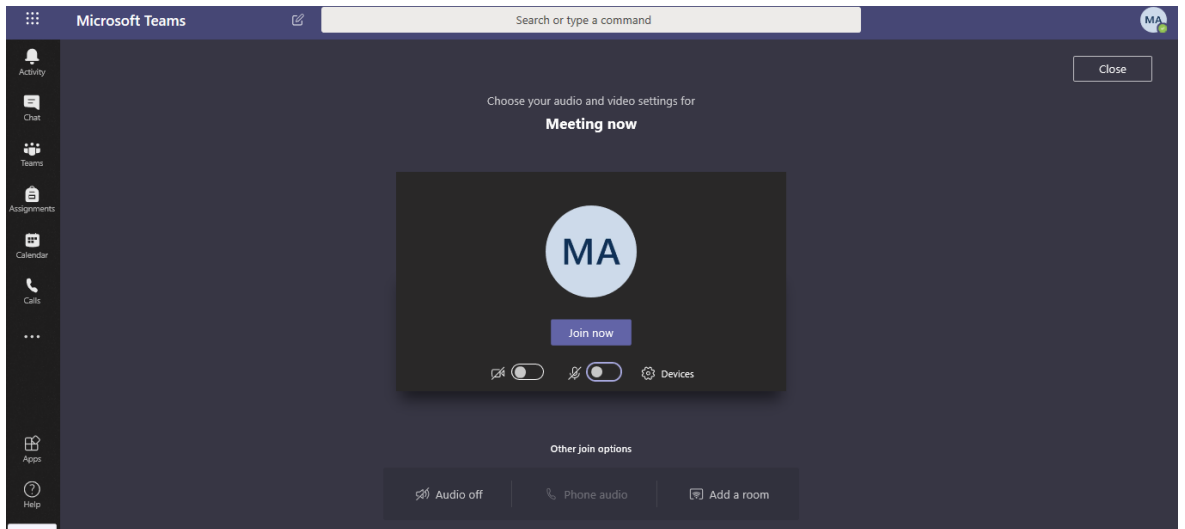 Microsoft Teams
Search or type a command
MA
Activity
Chat
Teams
Assignments
Calendar
Calls
Apps
Help
Close
Choose your audio and video settings for
Meeting now
MA
Join now
Devices
Other join options
Audio off
Phone audio
Add a room